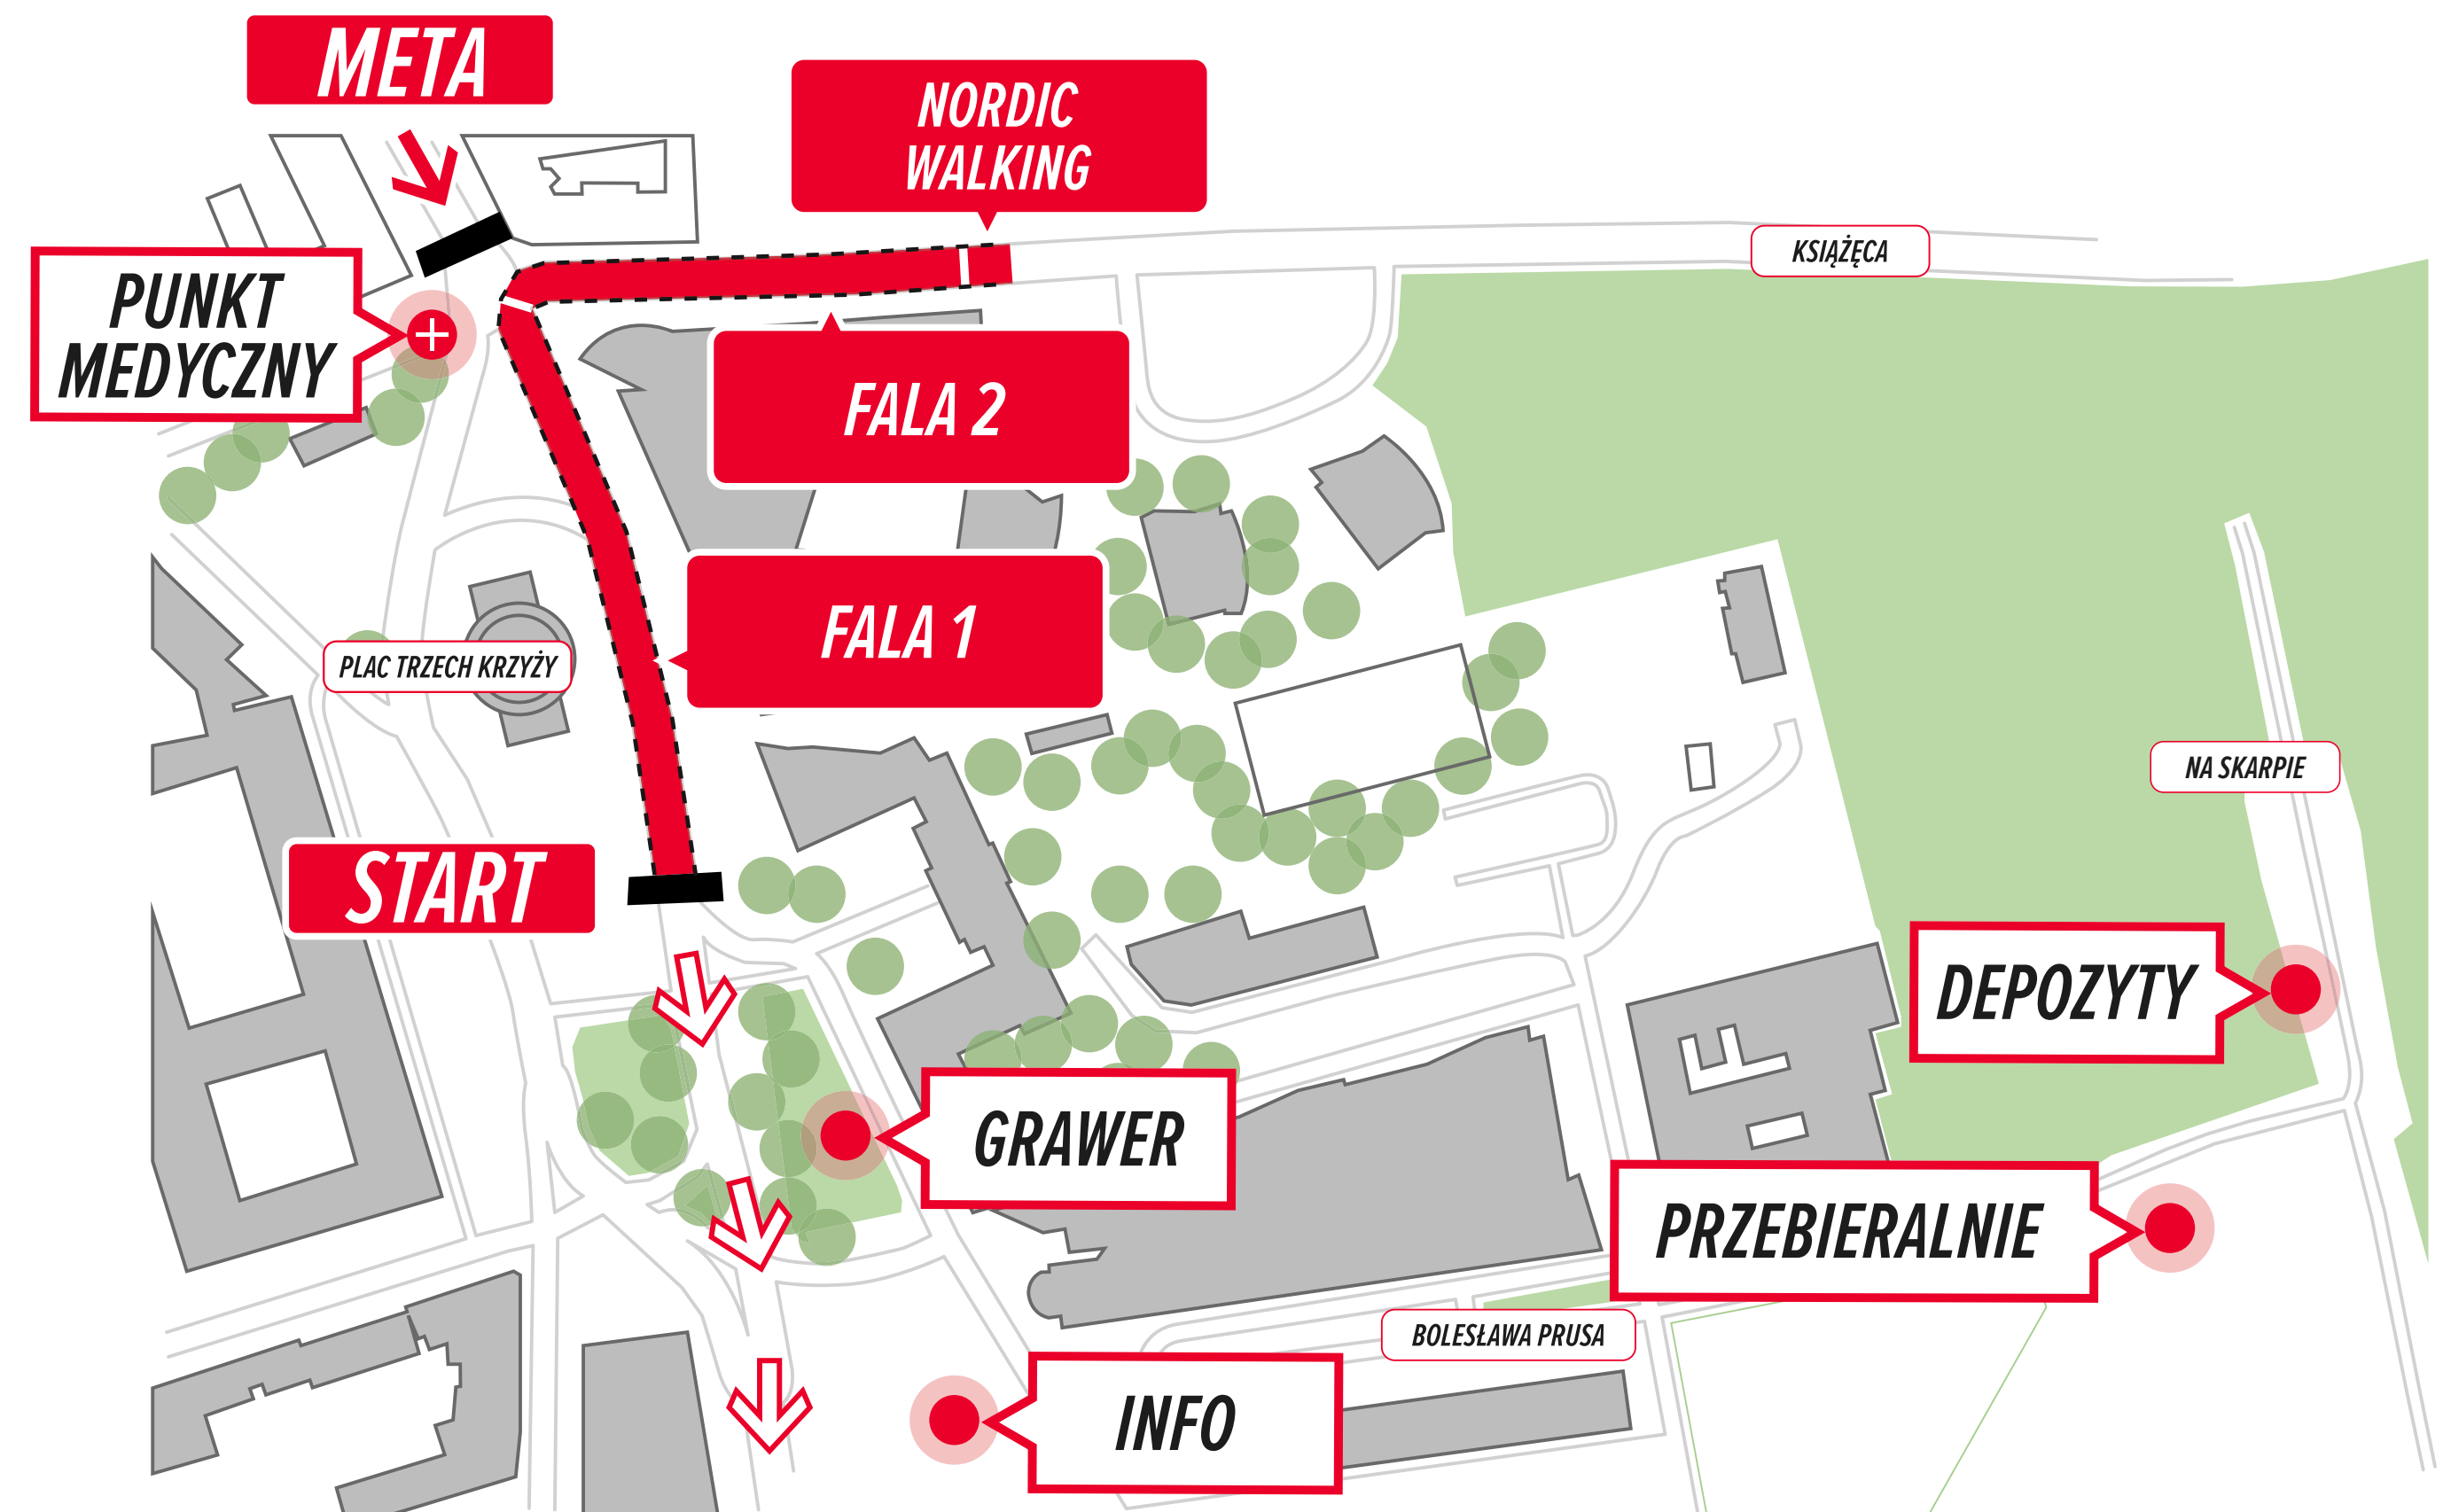 META
NORDIC
WALKING
KSIĄŻĘCA
PUNKT
MEDYCZNY
FALA 2
FALA 1
PLAC TRZECH KRZYŻY
NA SKARPIE
START
DEPOZYTY
GRAWER
PRZEBIERALNIE
BOLESŁAWA PRUSA
INFO